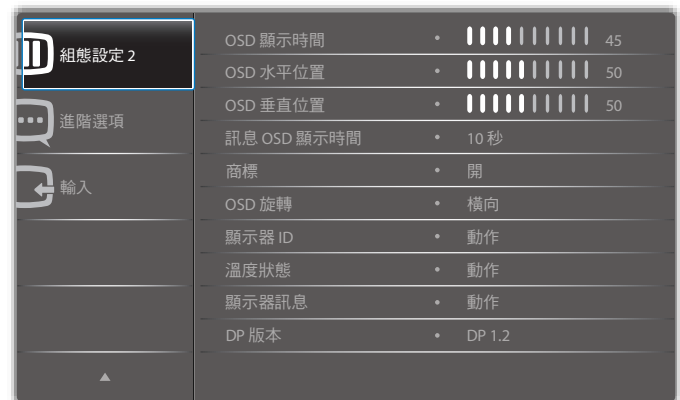 組態設定 2
進階選項
輸入
OSD 顯示時間 • 45
OSD 水平位置 • 50
OSD 垂直位置 • 50
訊息 OSD 顯示時間 • 10 秒
商標 • 開
OSD 旋轉 • 橫向
顯示器 ID • 動作
溫度狀態 • 動作
顯示器訊息 • 動作
DP 版本 • DP 1.2